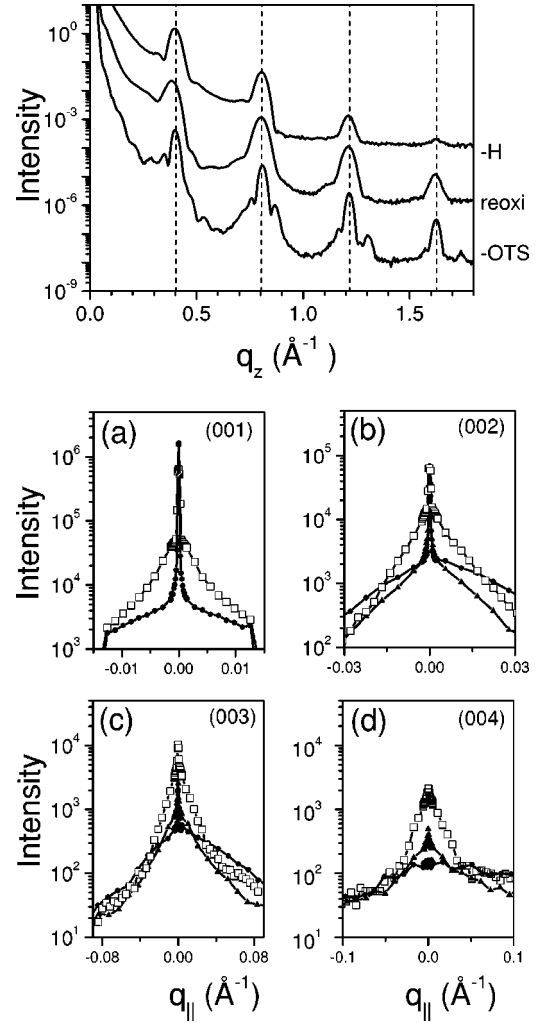 10⁰
10⁻³
10⁻⁶
10⁻⁹
Intensity
-H
reoxi
-OTS
0.0 0.5 1.0 1.5
q_z (Å⁻¹)
(a) (001)
10⁶
10⁵
10⁴
10³
Intensity
-0.01 0.00 0.01
(b) (002)
10⁵
10⁴
10³
10²
-0.03 0.00 0.03
(c) (003)
10⁴
10³
10²
10¹
Intensity
-0.08 0.00 0.08
q_|| (Å⁻¹)
(d) (004)
10⁴
10³
10²
10¹
-0.1 0.0 0.1
q_|| (Å⁻¹)